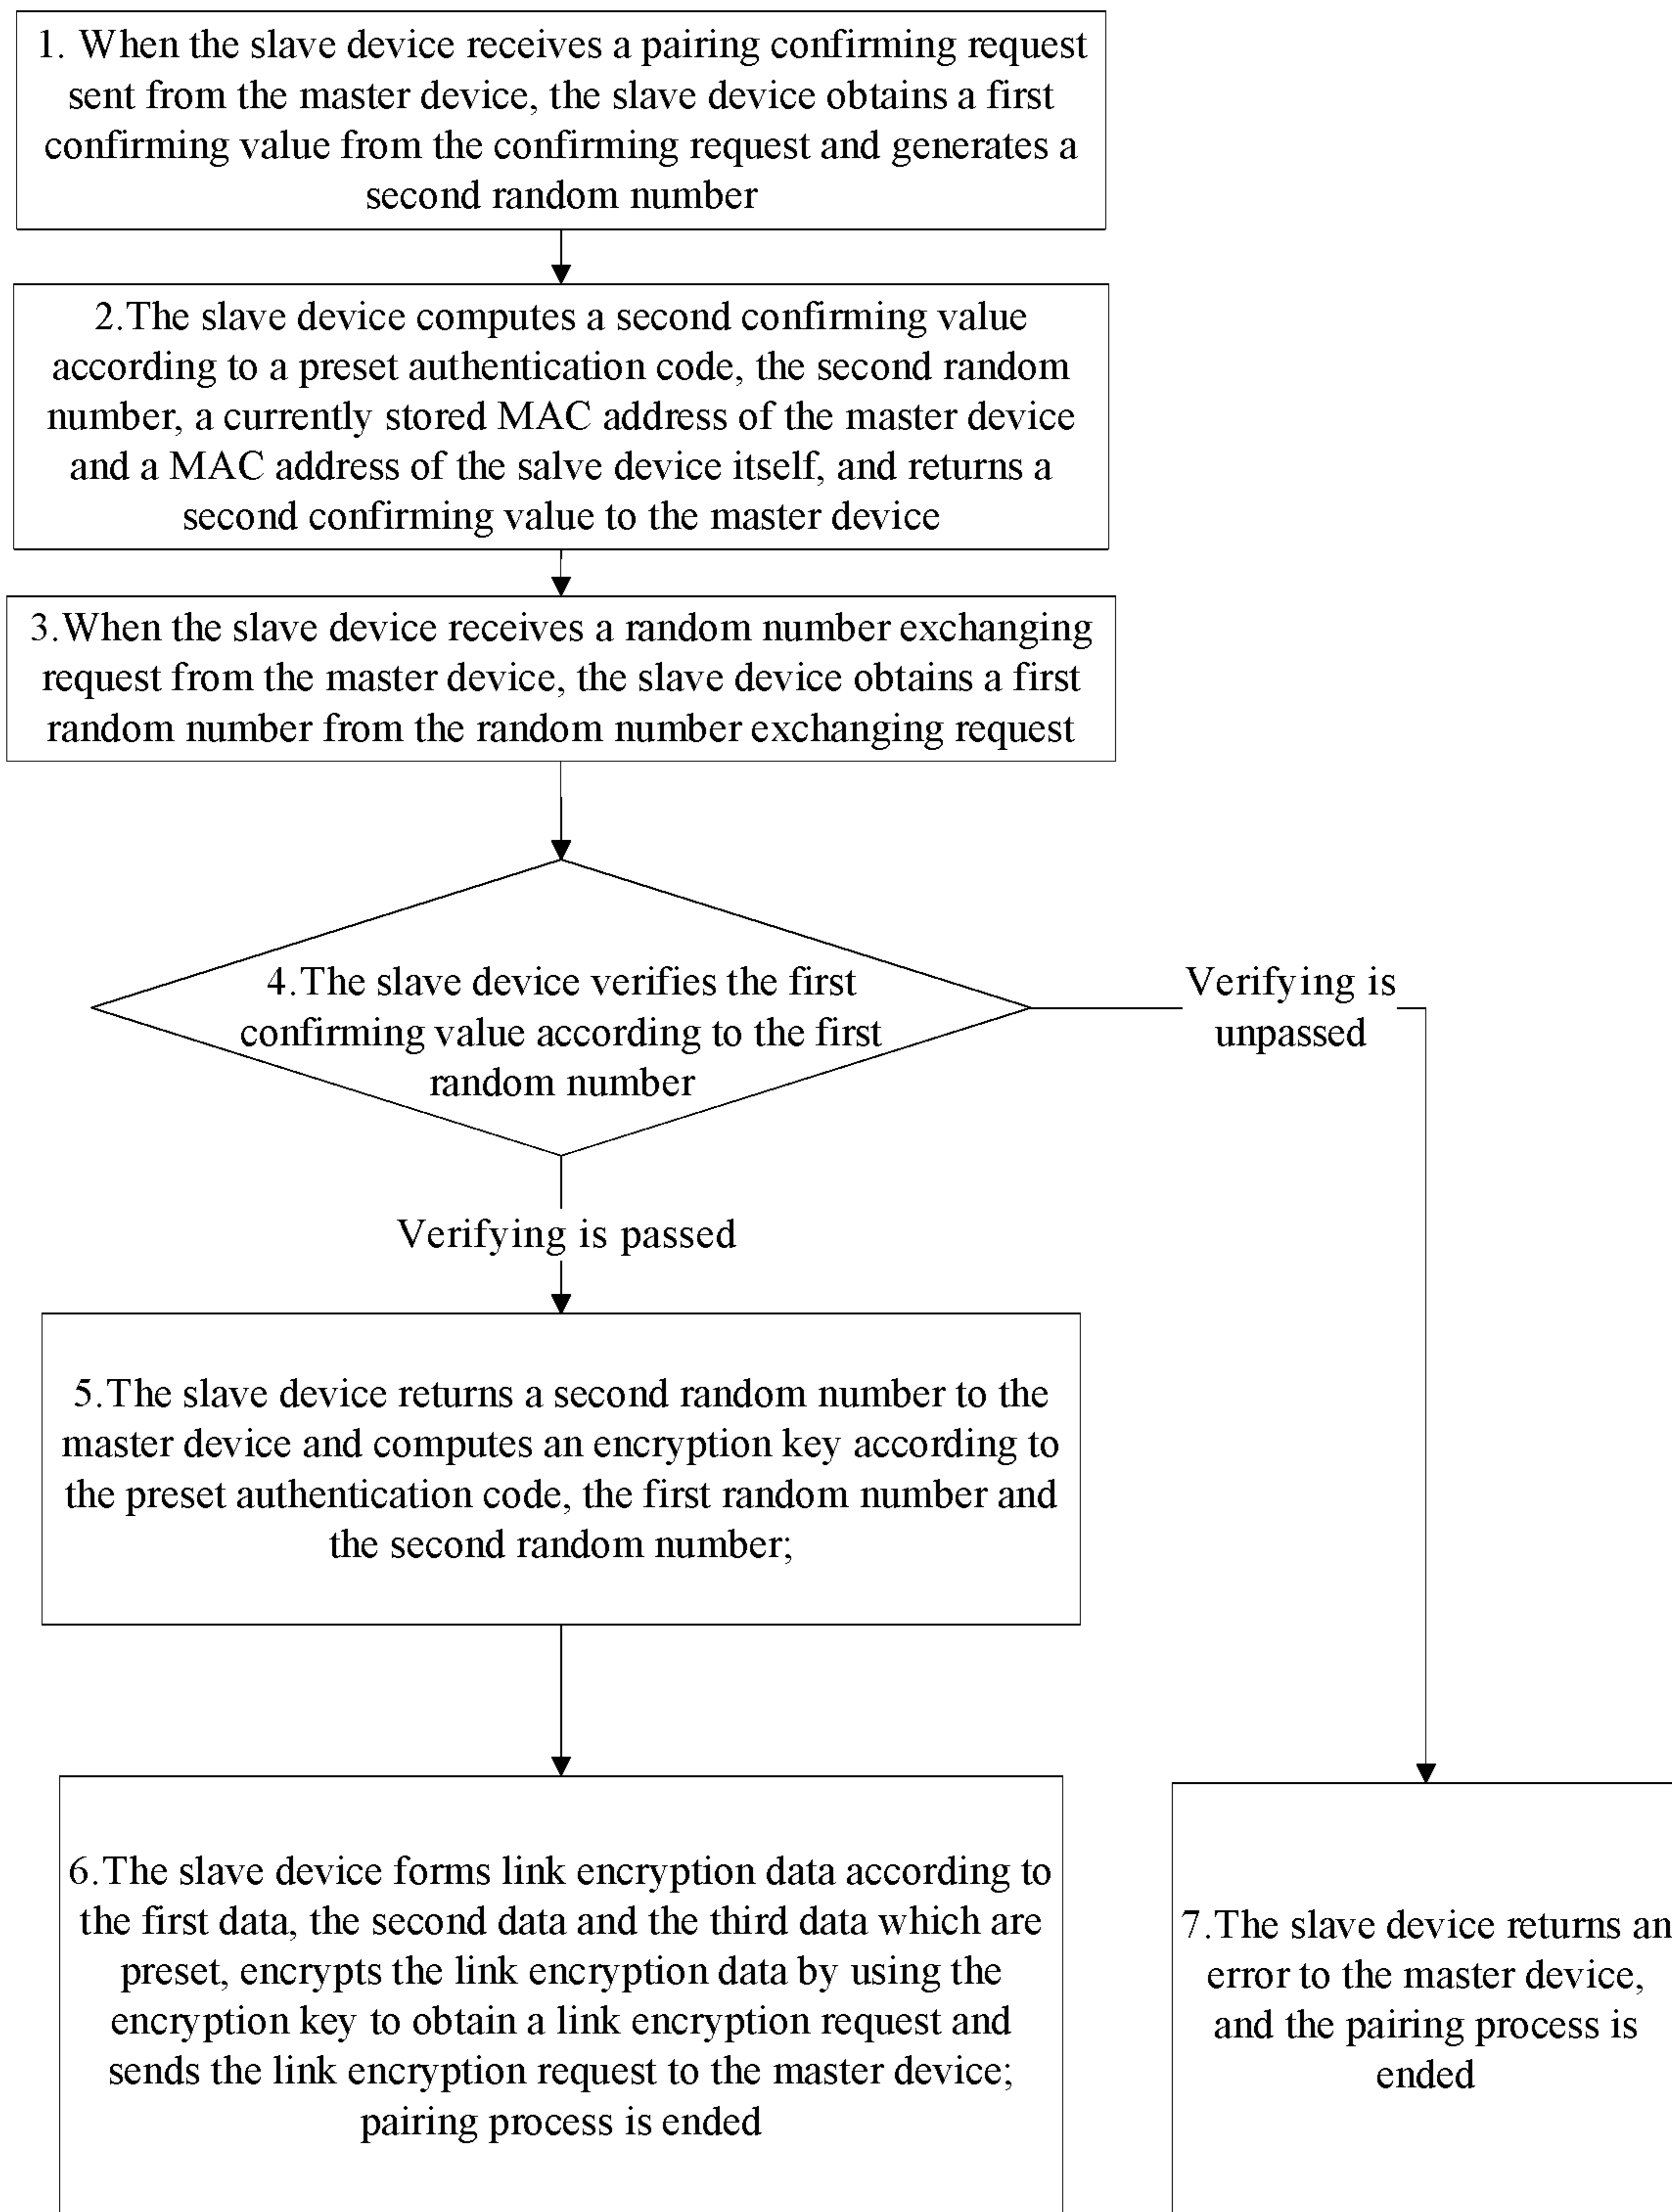 1. When the slave device receives a pairing confirming request
sent from the master device, the slave device obtains a first
confirming value from the confirming request and generates a
second random number
2.The slave device computes a second confirming value
according to a preset authentication code, the second random
number, a currently stored MAC address of the master device
and a MAC address of the salve device itself, and returns a
second confirming value to the master device
3.When the slave device receives a random number exchanging
request from the master device, the slave device obtains a first
random number from the random number exchanging request
4.The slave device verifies the first
confirming value according to the first
random number
Verifying is
unpassed
Verifying is passed
5.The slave device returns a second random number to the
master device and computes an encryption key according to
the preset authentication code, the first random number and
the second random number;
6.The slave device forms link encryption data according to
the first data, the second data and the third data which are
preset, encrypts the link encryption data by using the
encryption key to obtain a link encryption request and
sends the link encryption request to the master device;
pairing process is ended
7.The slave device returns an
error to the master device,
and the pairing process is
ended